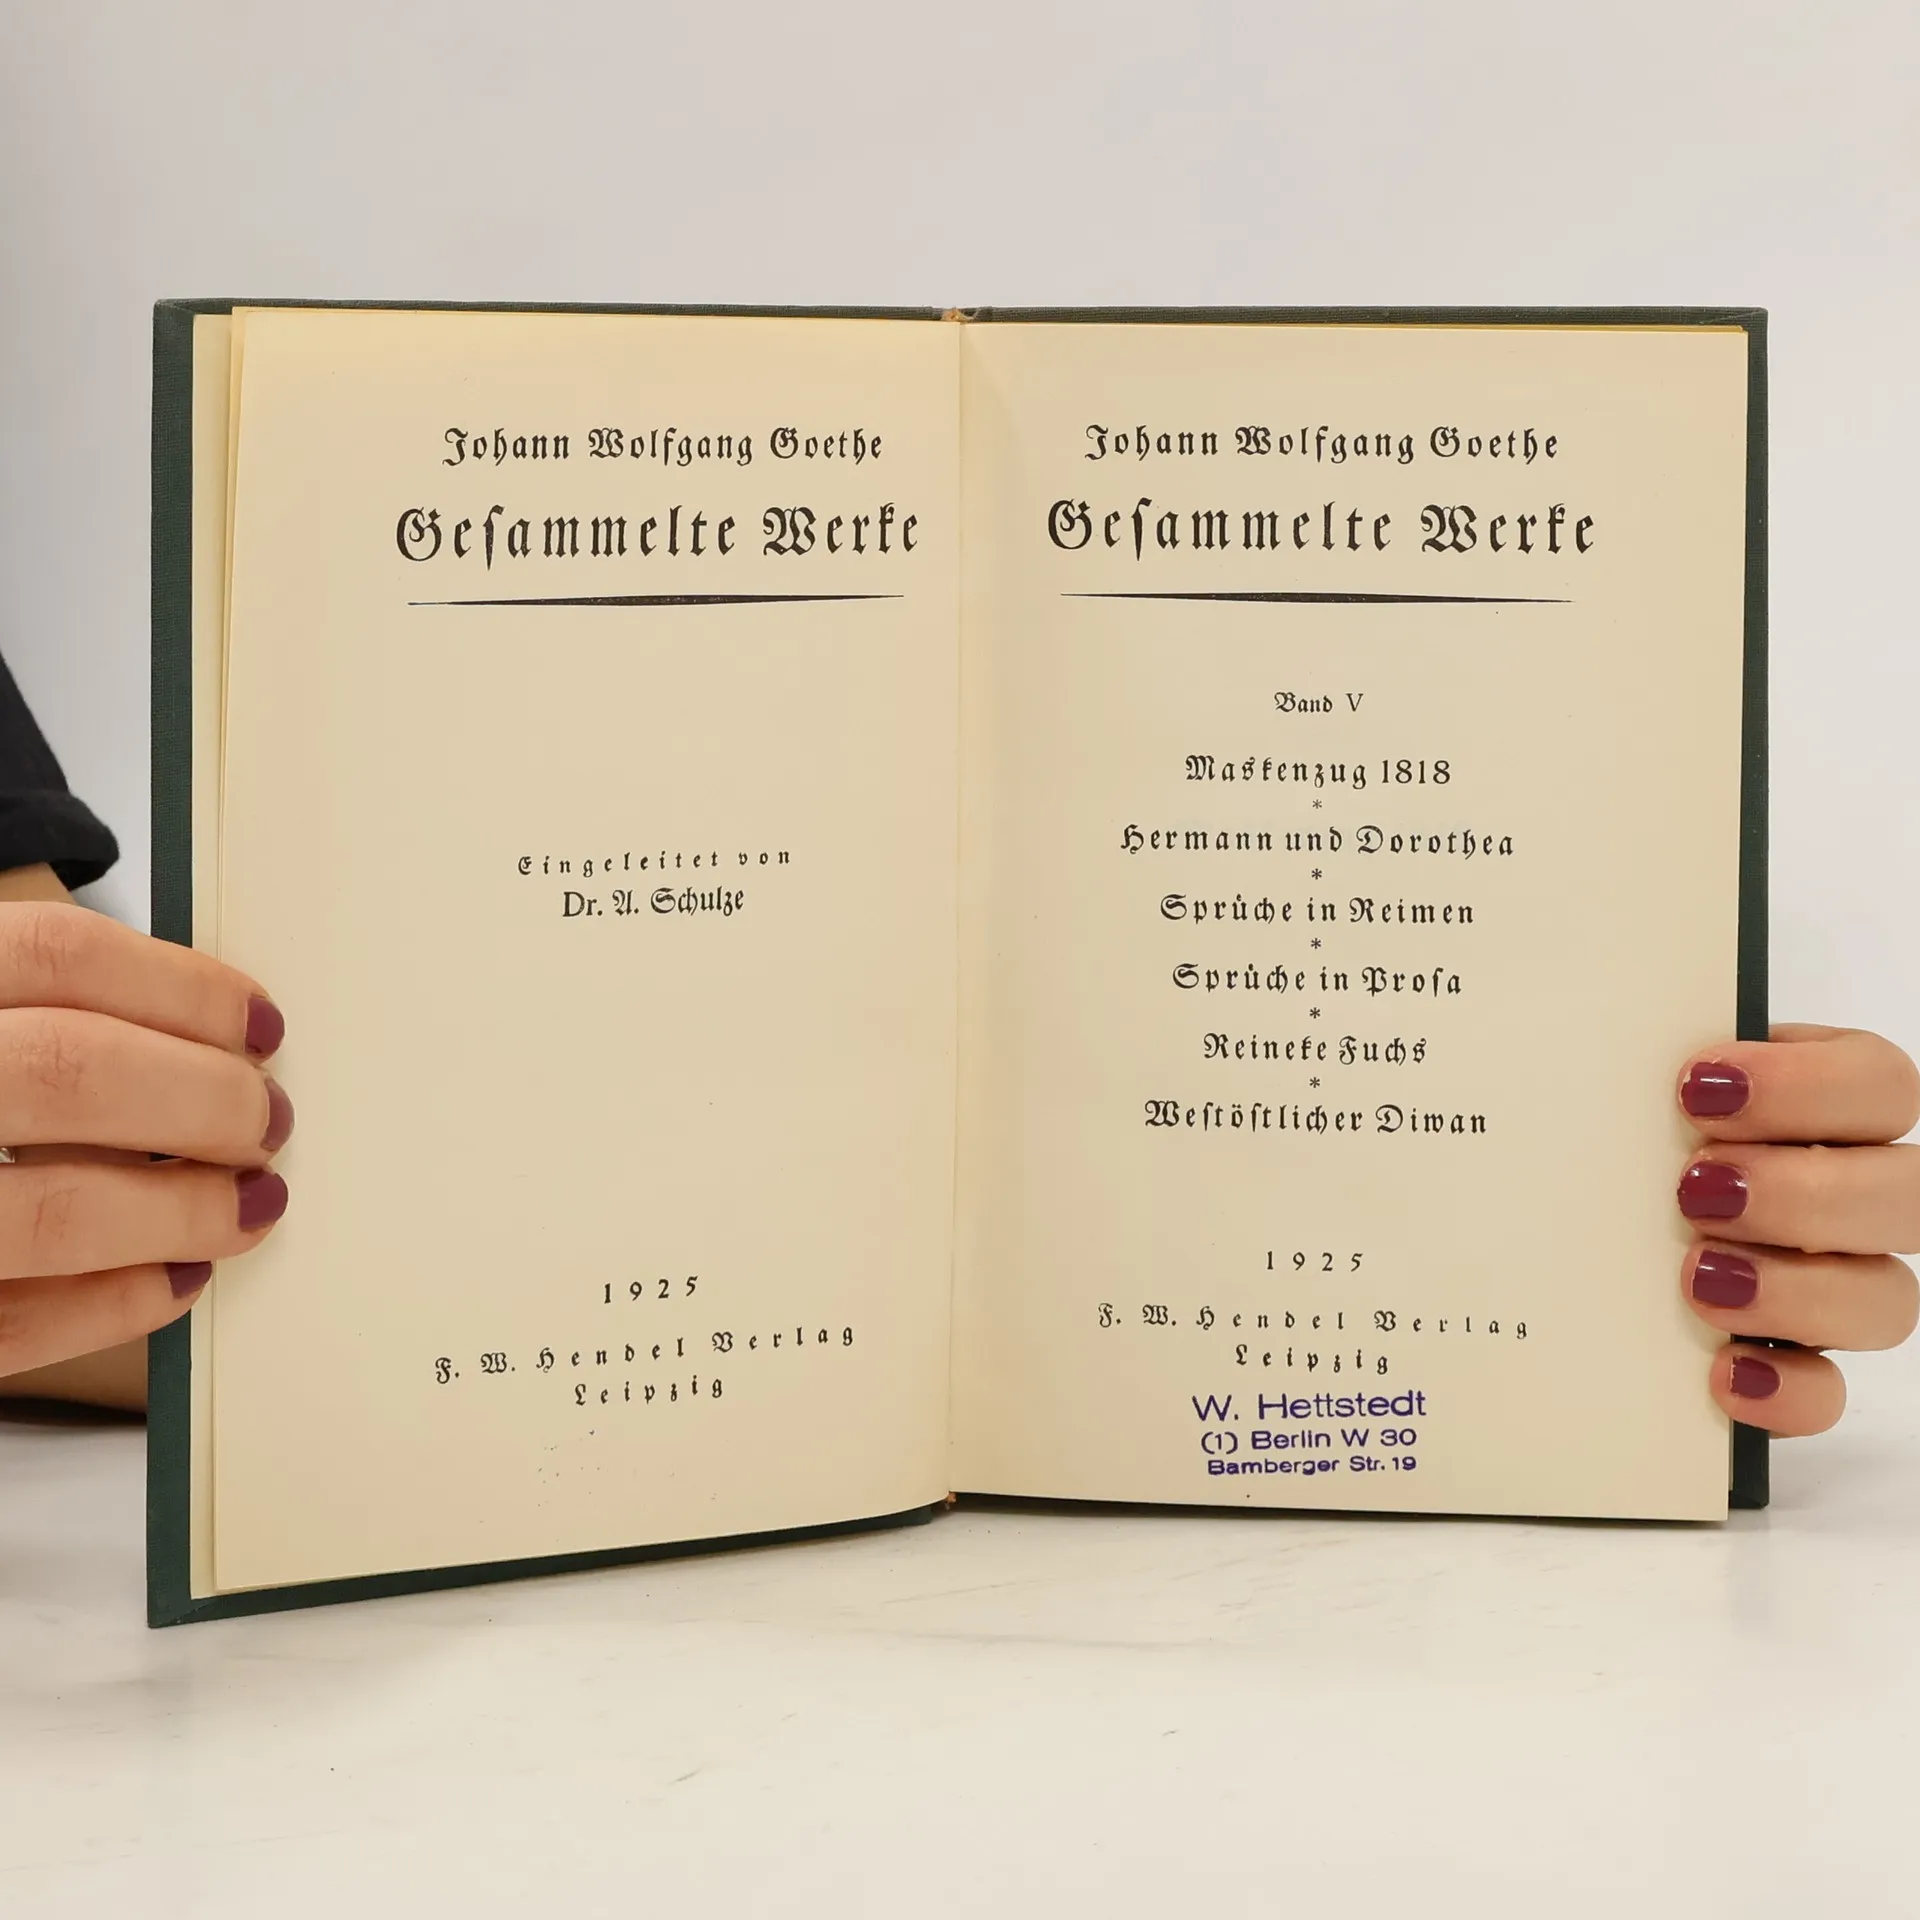 Johann Wolfgang Goethe
Geſammelte Werke
Eingeleitet von
Dr. A. Schulze
1925
F. W. Hendel Verlag
Leipzig
Johann Wolfgang Goethe
Geſammelte Werke
Band V
Maskenzug 1818
*
Hermann und Dorothea
*
Sprüche in Reimen
*
Sprüche in Proſa
*
Reineke Fuchs
*
Weſtöſtlicher Diwan
1925
F. W. Hendel Verlag
Leipzig
W. Hettstedt
(1) Berlin W 30
Bamberger Str. 19